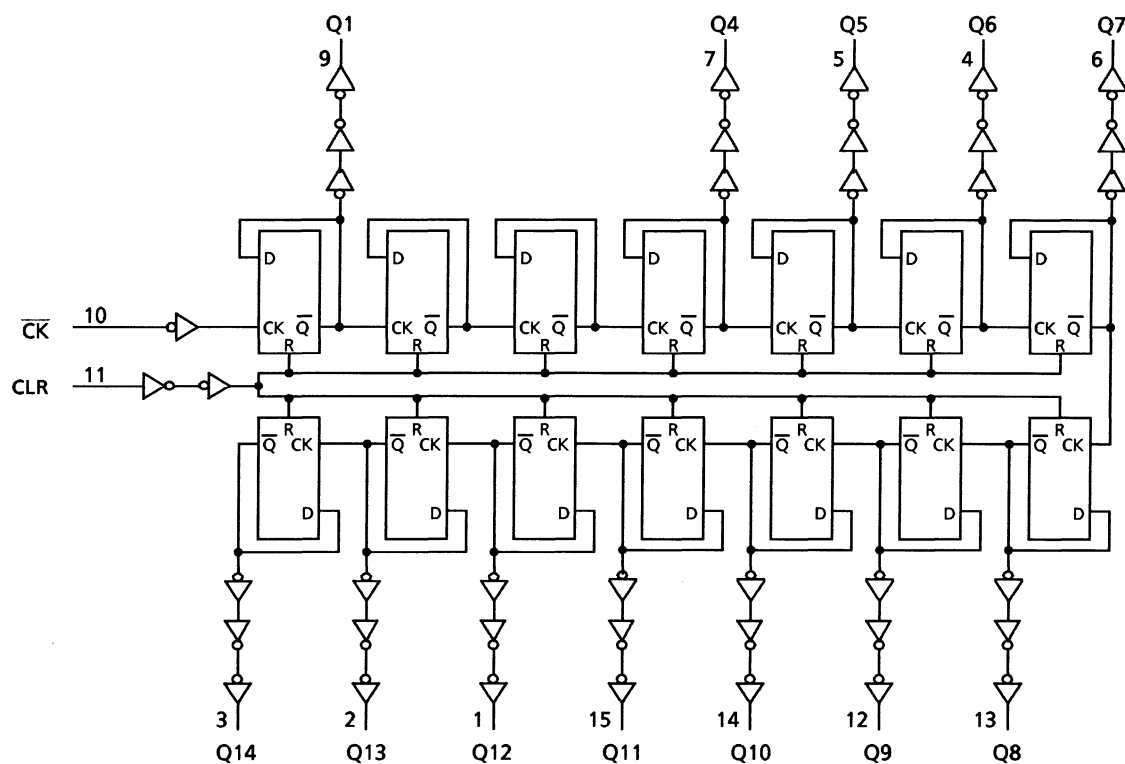 Q1 Q4 Q5 Q6 Q7
9 7 5 4 6
D D D D D D D
C̅K̅ 10 CK Q̅ CK Q̅ CK Q̅ CK Q̅ CK Q̅ CK Q̅ CK Q̅
R R R R R R R
CLR 11
R R R R R R R
Q̅ CK Q̅ CK Q̅ CK Q̅ CK Q̅ CK Q̅ CK Q̅ CK
D D D D D D D
3 2 1 15 14 12 13
Q14 Q13 Q12 Q11 Q10 Q9 Q8